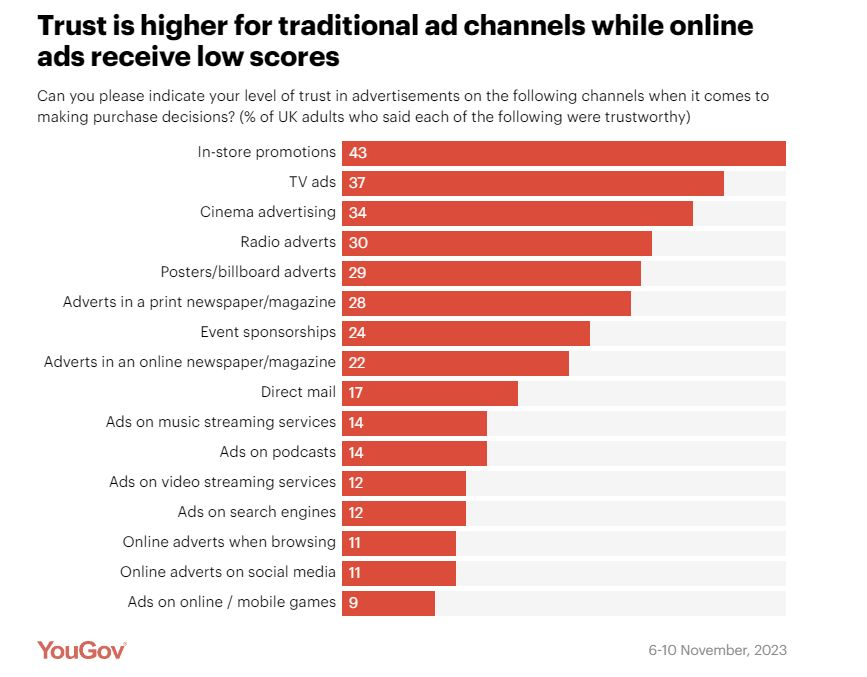 Trust is higher for traditional ad channels while online
ads receive low scores
Can you please indicate your level of trust in advertisements on the following channels when it comes to
making purchase decisions? (% of UK adults who said each of the following were trustworthy)
In-store promotions 43
TV ads 37
Cinema advertising 34
Radio adverts 30
Posters/billboard adverts 29
Adverts in a print newspaper/magazine 28
Event sponsorships 24
Adverts in an online newspaper/magazine 22
Direct mail 17
Ads on music streaming services 14
Ads on podcasts 14
Ads on video streaming services 12
Ads on search engines 12
Online adverts when browsing 11
Online adverts on social media 11
Ads on online / mobile games 9
YouGov 6-10 November, 2023